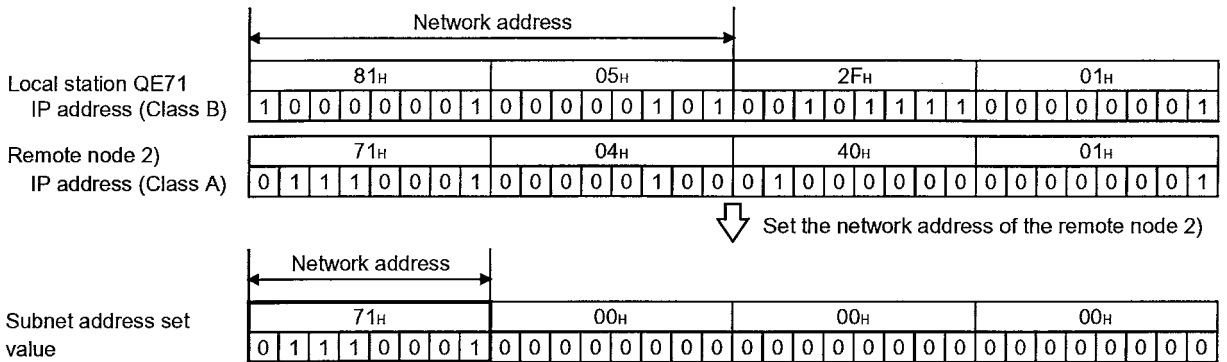 Network address
81H 05H 2FH 01H
Local station QE71
IP address (Class B)
1 0 0 0 0 0 0 1 0 0 0 0 0 1 0 1 0 0 1 0 1 1 1 1 0 0 0 0 0 0 0 1
Remote node 2)
71H 04H 40H 01H
IP address (Class A)
0 1 1 1 0 0 0 1 0 0 0 0 0 1 0 0 0 1 0 0 0 0 0 0 0 0 0 0 0 0 0 1
Set the network address of the remote node 2)
Network address
Subnet address set
71H 00H 00H 00H
value
0 1 1 1 0 0 0 1 0 0 0 0 0 0 0 0 0 0 0 0 0 0 0 0 0 0 0 0 0 0 0 0